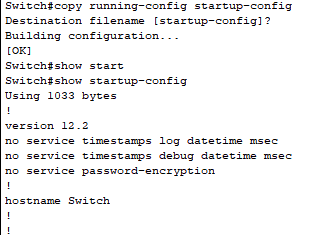 Switch#copy running-config startup-config
Destination filename [startup-config]?
Building configuration...
[OK]
Switch#show start
Switch#show startup-config
Using 1033 bytes
!
version 12.2
no service timestamps log datetime msec
no service timestamps debug datetime msec
no service password-encryption
!
hostname Switch
!
!